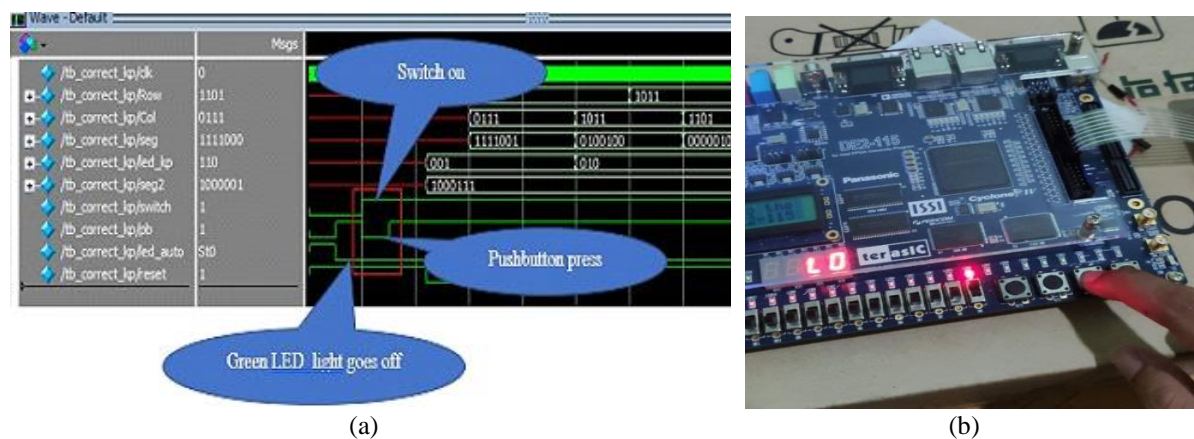 Wave - Default
Msgs
/tb_correct_kp/clk 0
/tb_correct_kp/Row 1101 1011
/tb_correct_kp/Col 0111 0111 1011 1101
/tb_correct_kp/seg 1111000 1111001 0100100 0000010
/tb_correct_kp/led_kp 110 001 010
/tb_correct_kp/seg2 1000001 1000111
/tb_correct_kp/switch 1
/tb_correct_kp/pb 1
/tb_correct_kp/led_auto St0
/tb_correct_kp/reset 1
Switch on
Pushbutton press
Green LED light goes off
(a)
DE2-115
Panasonic
ISSI
Cyclone IV
LO
terasIC
(b)